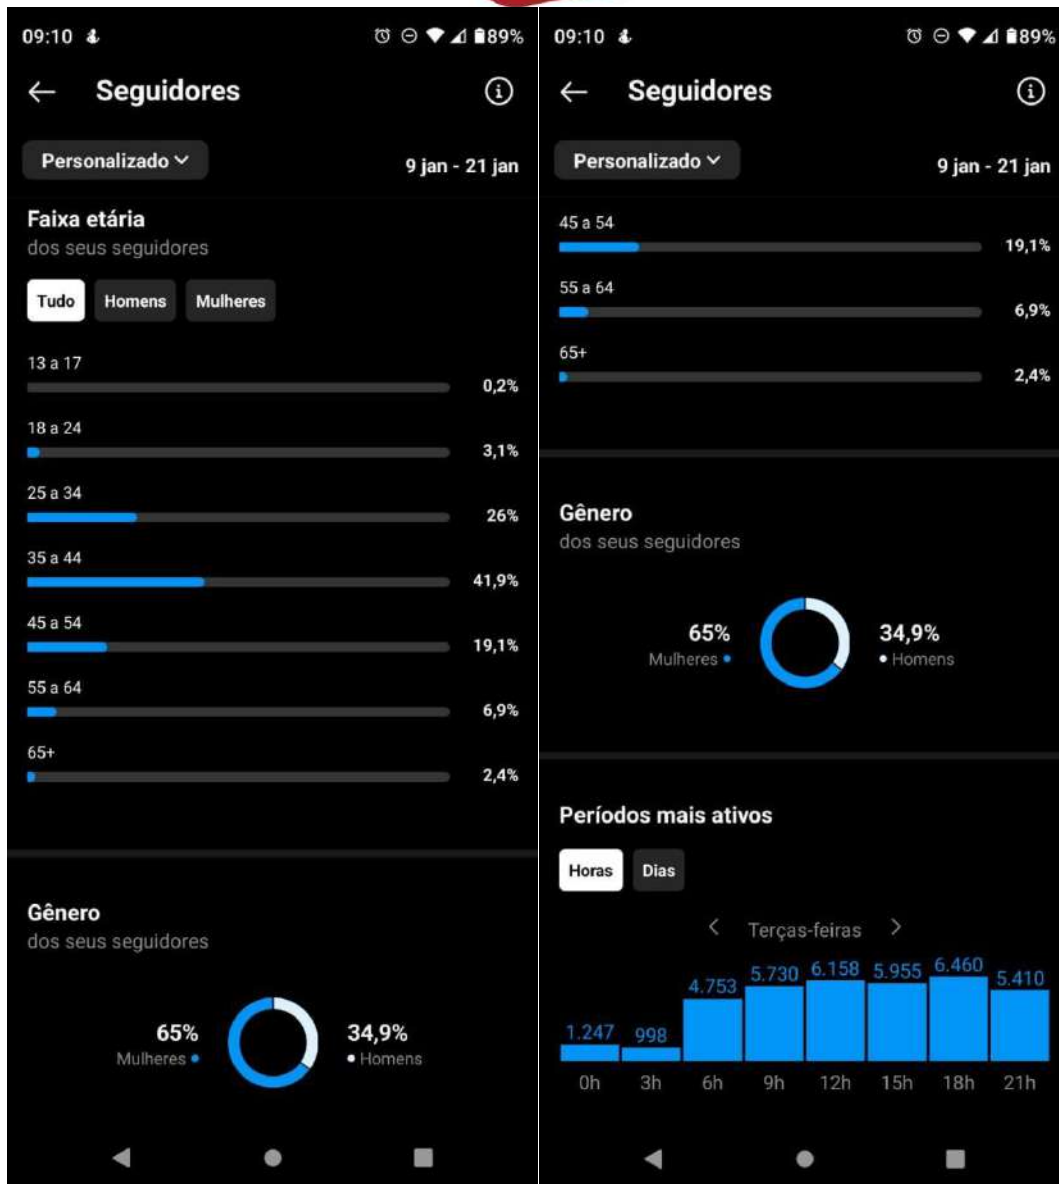 09:10 89%
Seguidores
Personalizado 9 jan - 21 jan
Faixa etária
dos seus seguidores
Tudo Homens Mulheres
13 a 17
0,2%
18 a 24
3,1%
25 a 34
26%
35 a 44
41,9%
45 a 54
19,1%
55 a 64
6,9%
65+
2,4%
Gênero
dos seus seguidores
65% 34,9%
Mulheres Homens
09:10 89%
Seguidores
Personalizado 9 jan - 21 jan
45 a 54
19,1%
55 a 64
6,9%
65+
2,4%
Gênero
dos seus seguidores
65% 34,9%
Mulheres Homens
Períodos mais ativos
Horas Dias
Terças-feiras
1.247 998 4.753 5.730 6.158 5.955 6.460 5.410
0h 3h 6h 9h 12h 15h 18h 21h